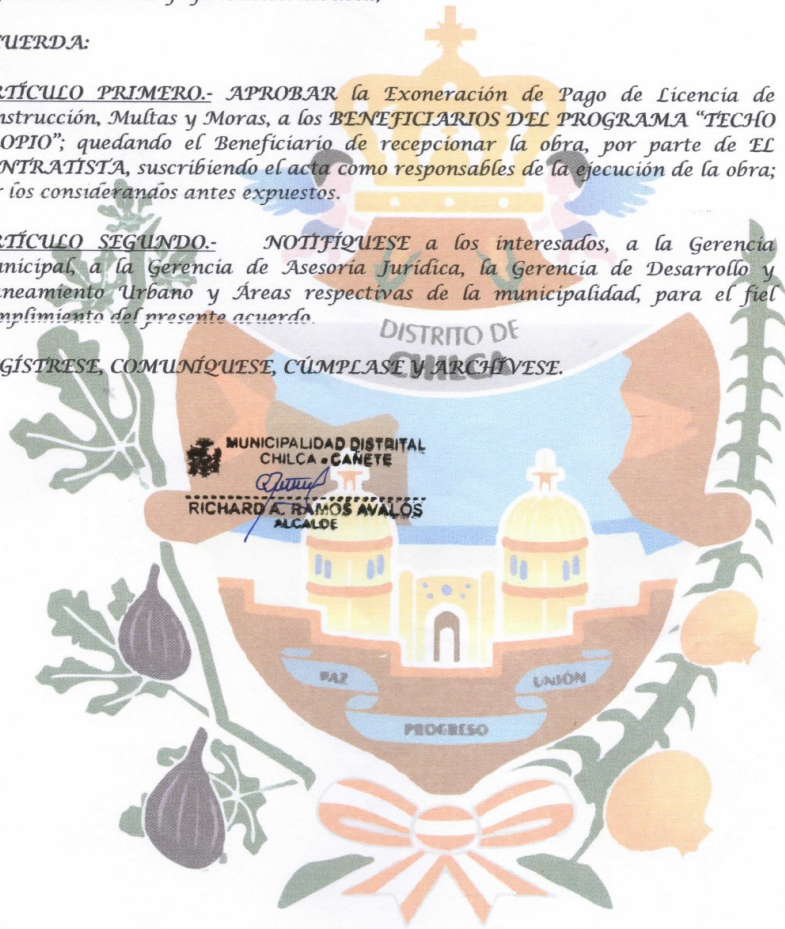 CUERDA:
RTÍCULO PRIMERO.- APROBAR la Exoneración de Pago de Licencia de
nstrucción, Multas y Moras, a los BENEFICIARIOS DEL PROGRAMA “TECHO
OPIO”; quedando el Beneficiario de recepcionar la obra, por parte de EL
NTRATISTA, suscribiendo el acta como responsables de la ejecución de la obra;
r los considerandos antes expuestos.
RTÍCULO SEGUNDO.- NOTIFÍQUESE a los interesados, a la Gerencia
unicipal, a la Gerencia de Asesoría Jurídica, la Gerencia de Desarrollo y
aneamiento Urbano y Áreas respectivas de la municipalidad, para el fiel
mplimiento del presente acuerdo.
DISTRITO DE
CHILCA
GÍSTRESE, COMUNÍQUESE, CÚMPLASE Y ARCHÍVESE.
MUNICIPALIDAD DISTRITAL
CHILCA - CAÑETE
RICHARD A. RAMOS AVALOS
ALCALDE
PAZ
UNIÓN
PROGRESO